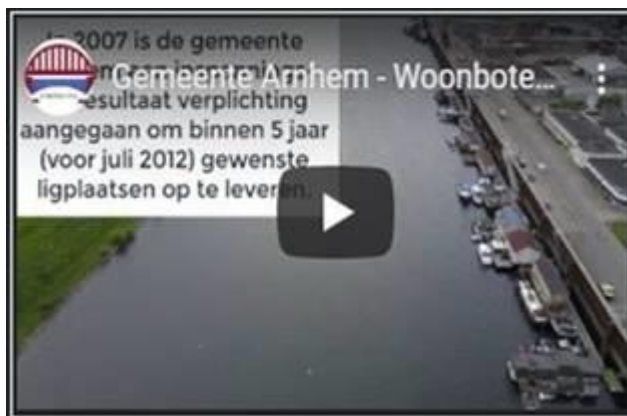 2007 is de gemeente
Gemeente Arnhem - Woonbote...
resultaat verplichting
aangegaan om binnen 5 jaar
(voor juli 2012) gewenste
ligplaatsen op te leveren.